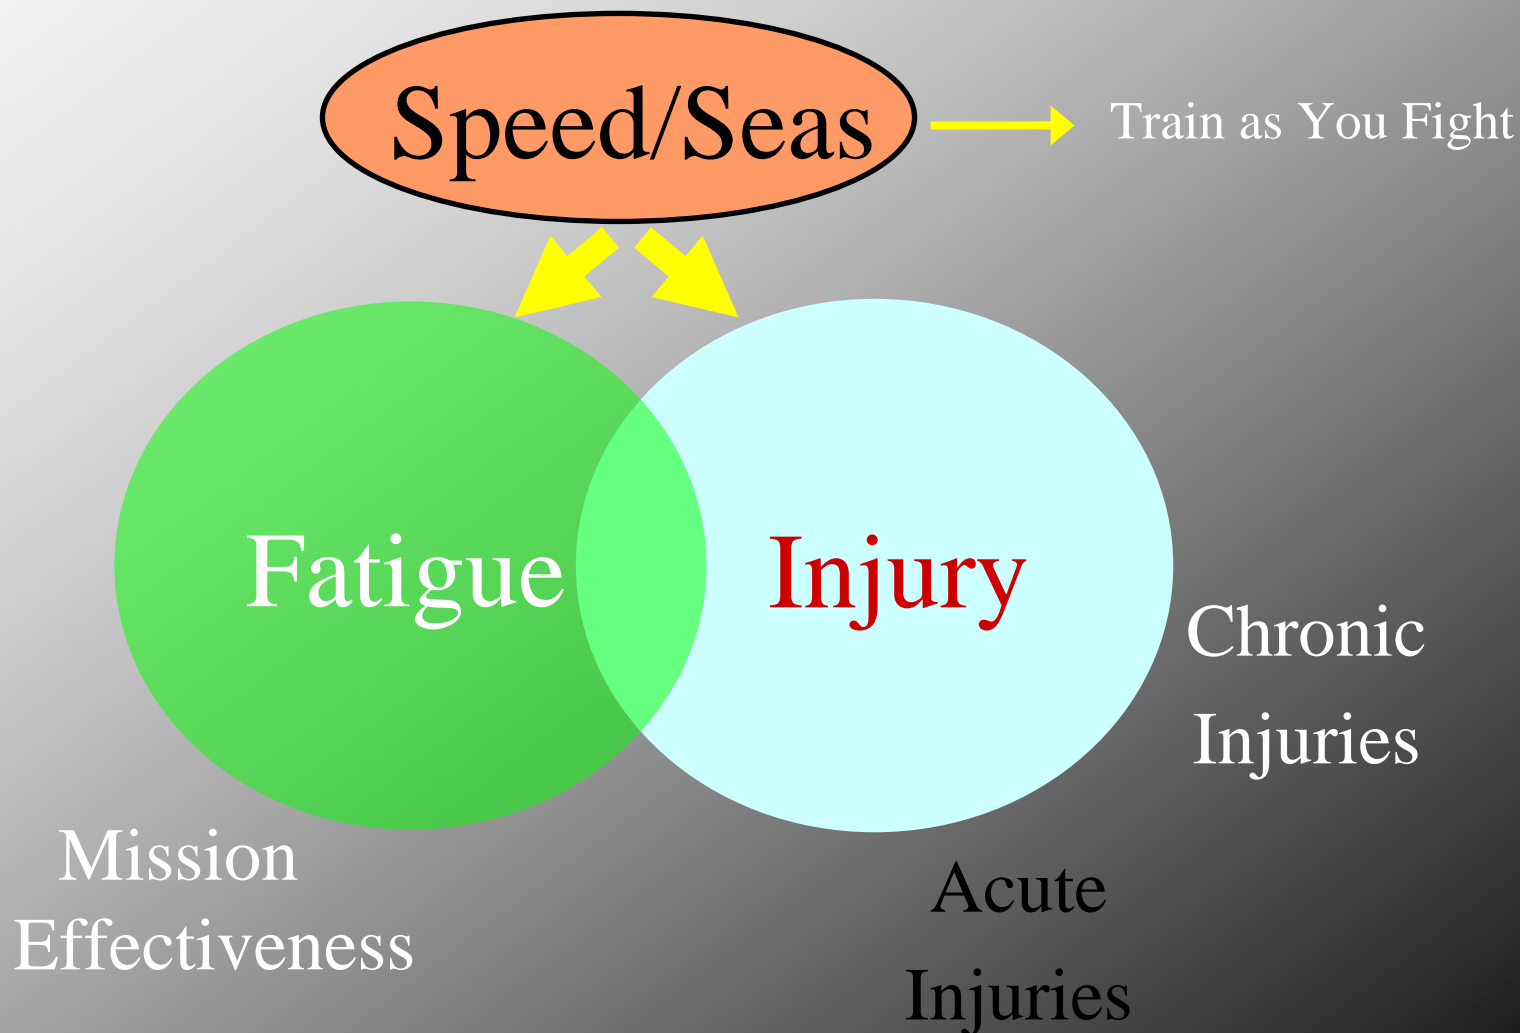 Speed/Seas
Train as You Fight
Fatigue
Injury
Chronic
Injuries
Mission
Effectiveness
Acute
Injuries